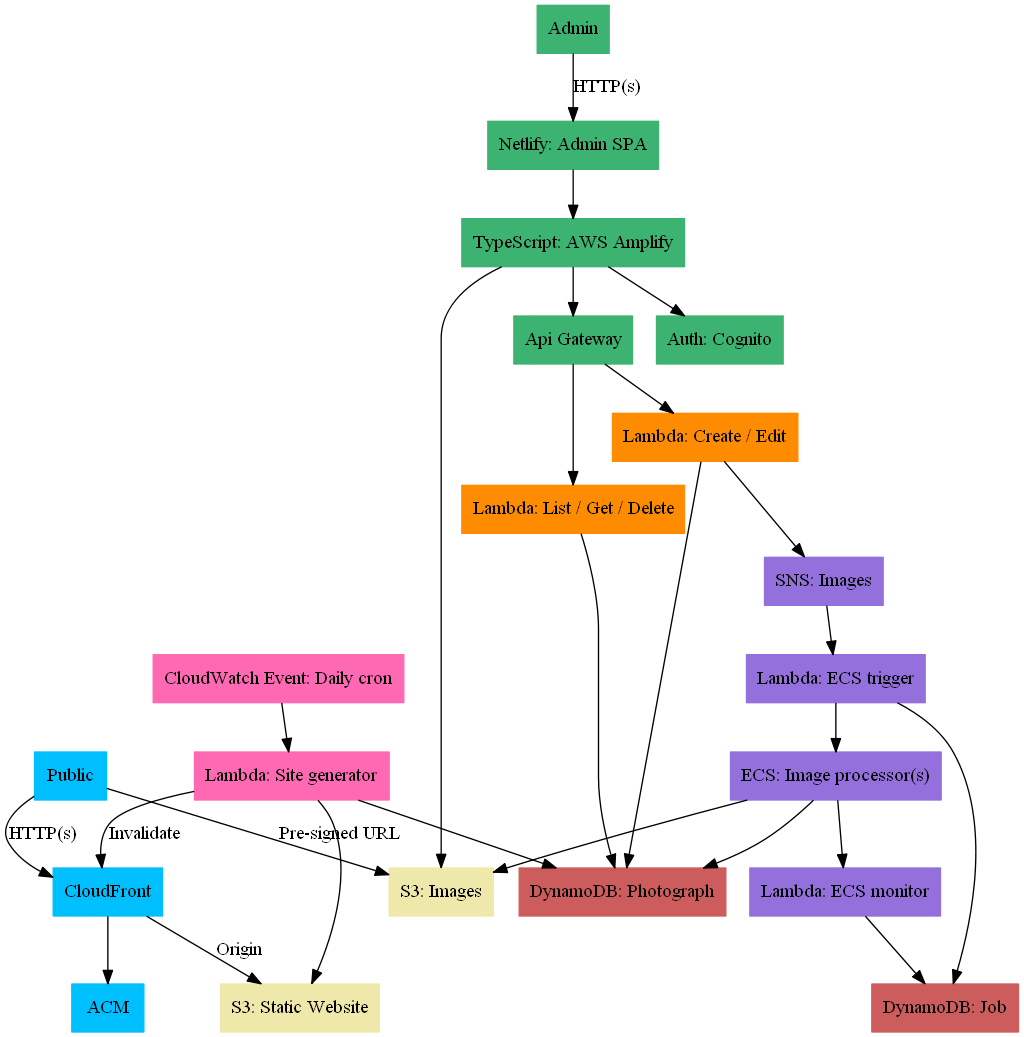 Admin
HTTP(s)
Netlify: Admin SPA
TypeScript: AWS Amplify
Api Gateway
Auth: Cognito
Lambda: Create / Edit
Lambda: List / Get / Delete
SNS: Images
CloudWatch Event: Daily cron
Lambda: ECS trigger
Public
Lambda: Site generator
ECS: Image processor(s)
HTTP(s)
Invalidate
Pre-signed URL
CloudFront
S3: Images
DynamoDB: Photograph
Lambda: ECS monitor
Origin
ACM
S3: Static Website
DynamoDB: Job